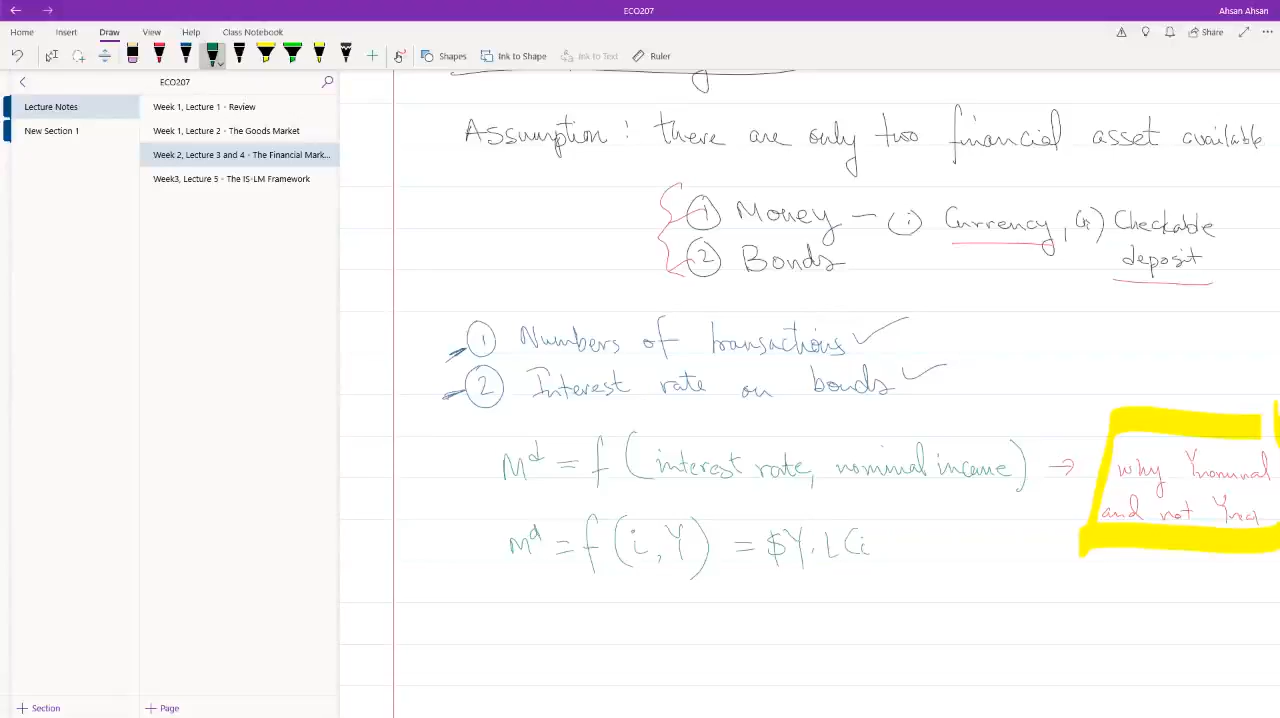 ECO207
Ahsan Ahsan
Home Insert Draw View Help Class Notebook
Share
Shapes Ink to Shape Ink to Text Ruler
ECO207
Lecture Notes
New Section 1
Week 1, Lecture 1 - Review
Week 1, Lecture 2 - The Goods Market
Week 2, Lecture 3 and 4 - The Financial Mark...
Week3, Lecture 5 - The IS-LM Framework
Assumption: there are only two financial asset available
① Money - (i) Currency, (ii) Checkable
deposit
② Bonds
① Numbers of transactions ✓
② Interest rate on bonds ✓
Mᵈ = f (interest rate, nominal income) →
why Ynominal
and not Yreal
Mᵈ = f (i, Y) = $Y. L(i
+ Section
+ Page